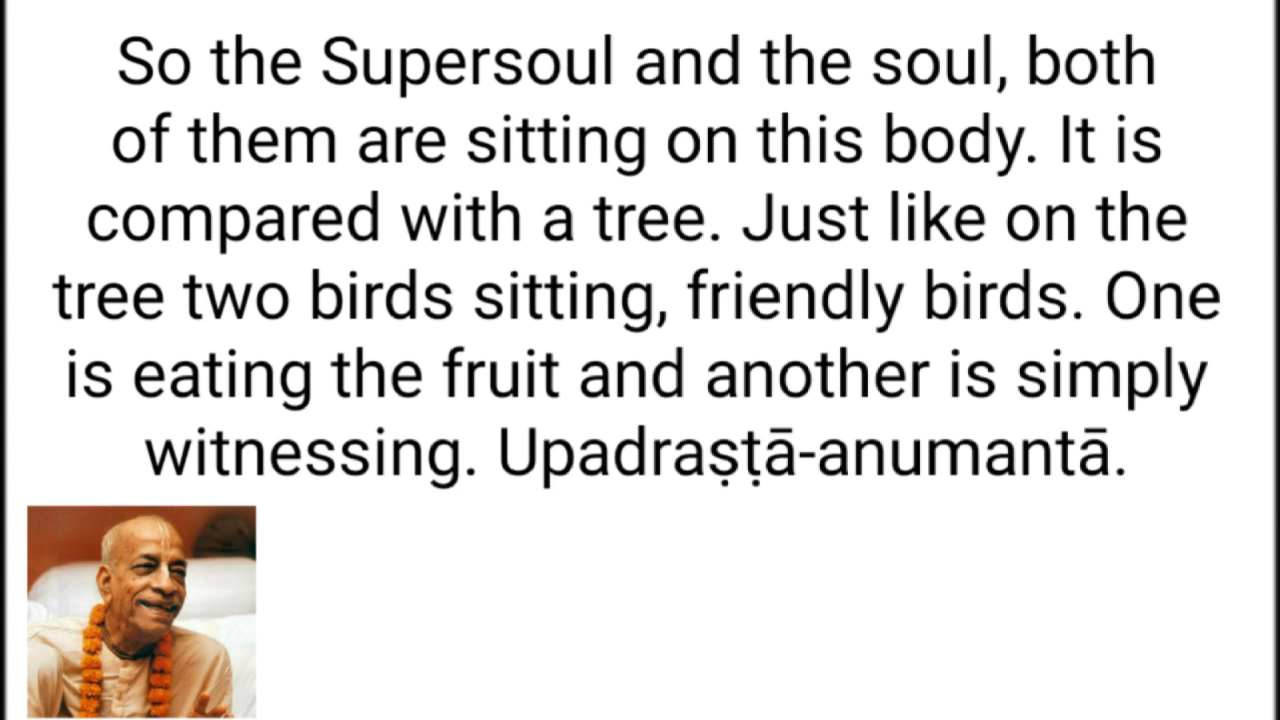 So the Supersoul and the soul, both
of them are sitting on this body. It is
compared with a tree. Just like on the
tree two birds sitting, friendly birds. One
is eating the fruit and another is simply
witnessing. Upadraṣṭā-anumantā.